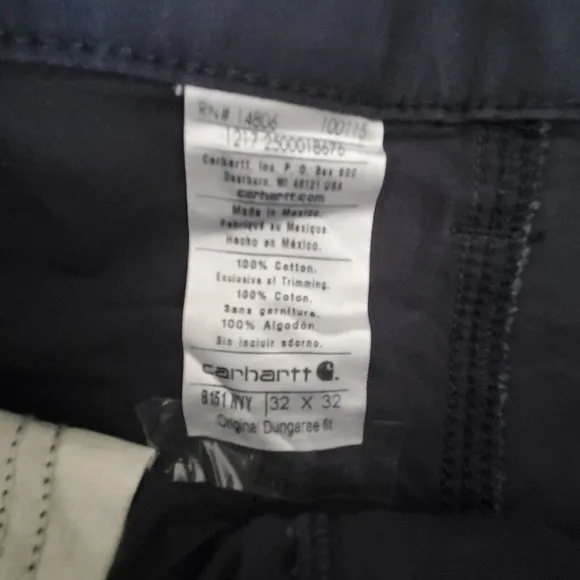 RN# 14806 100115
1217 2500018676
Carhartt, Inc. P. O. Box 600
Dearborn, MI 48121 USA
carhartt.com
Made in Mexico.
Fabriqué au Mexique.
Hecho en México.
100% Cotton.
Exclusive of Trimming.
100% Coton.
Sans garniture.
100% Algodón.
Sin incluir adorno.
carhartt
B151 NVY 32 X 32
Original Dungaree fit